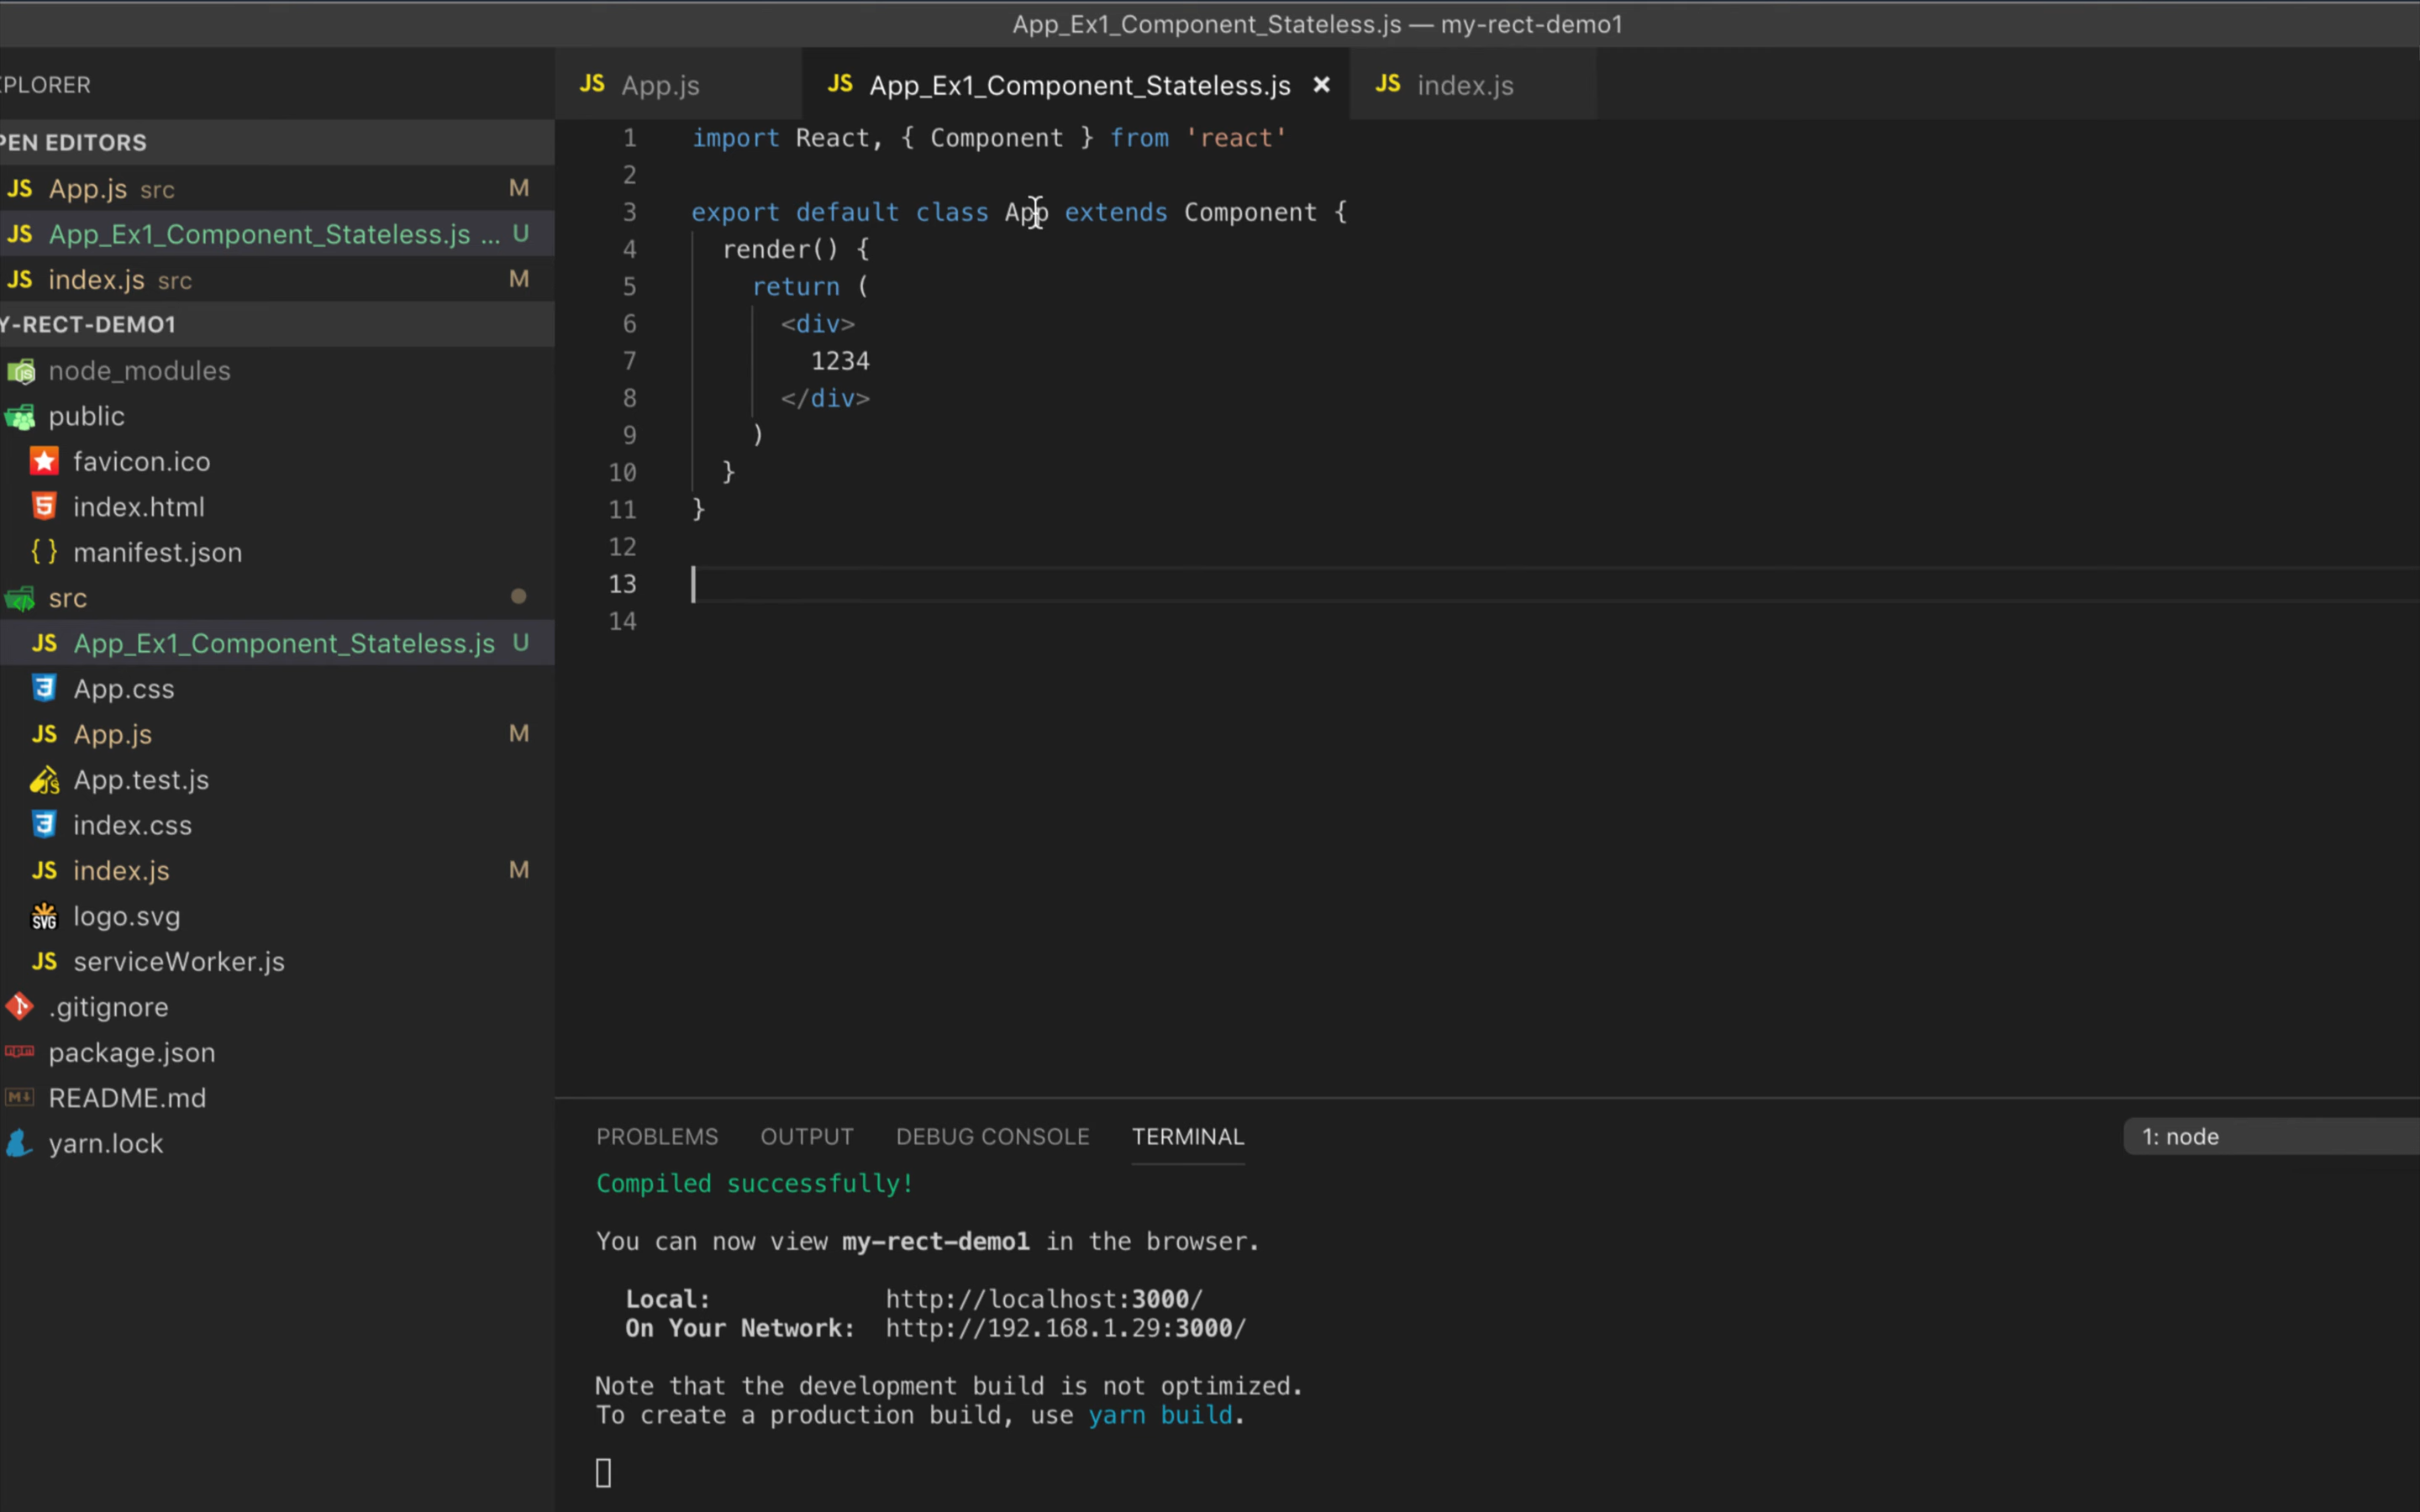 App_Ex1_Component_Stateless.js — my-rect-demo1
PLORER
PEN EDITORS
JS App.js src M
JS App_Ex1_Component_Stateless.js ... U
JS index.js src M
Y-RECT-DEMO1
node_modules
public
favicon.ico
index.html
{ } manifest.json
src
JS App_Ex1_Component_Stateless.js U
App.css
JS App.js M
App.test.js
index.css
JS index.js M
SVG logo.svg
JS serviceWorker.js
.gitignore
package.json
README.md
yarn.lock
JS App.js JS App_Ex1_Component_Stateless.js × JS index.js
1 import React, { Component } from 'react'
2
3 export default class App extends Component {
4 render() {
5 return (
6 <div>
7 1234
8 </div>
9 )
10 }
11 }
12
13
14
PROBLEMS OUTPUT DEBUG CONSOLE TERMINAL 1: node
Compiled successfully!
You can now view my-rect-demo1 in the browser.
Local: http://localhost:3000/
On Your Network: http://192.168.1.29:3000/
Note that the development build is not optimized.
To create a production build, use yarn build.